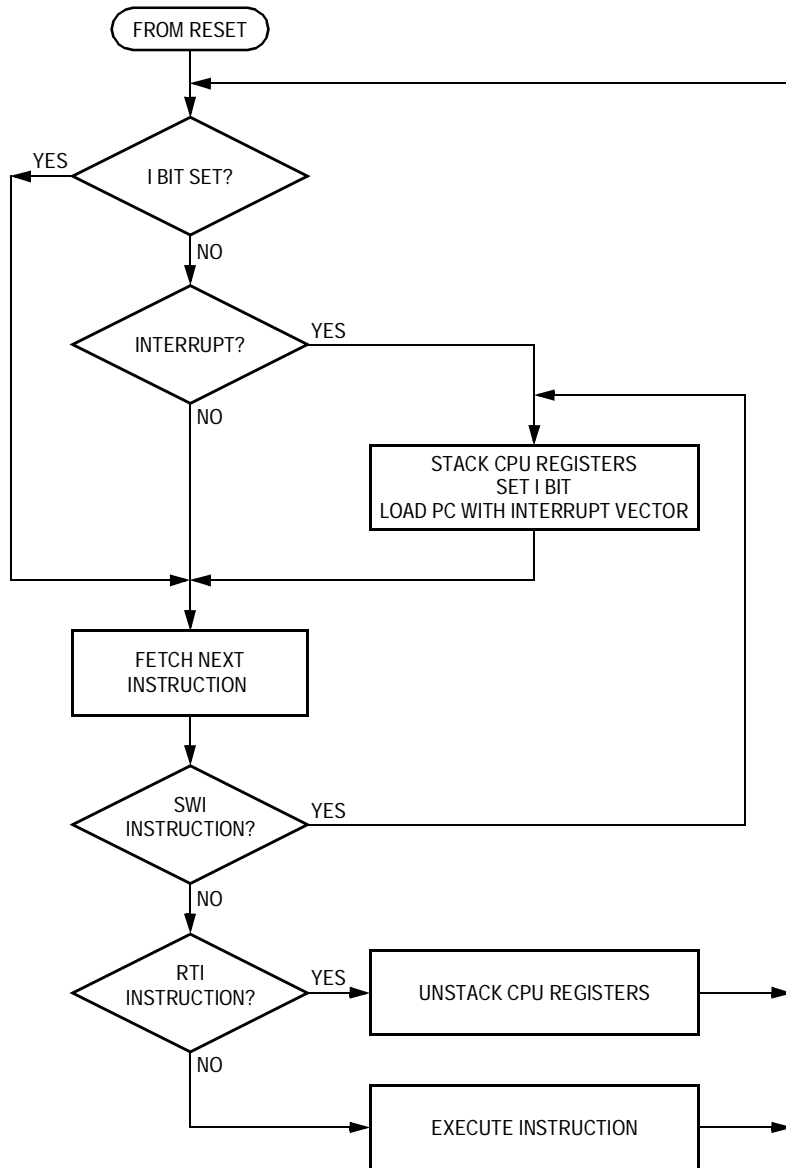 FROM RESET
YES
I BIT SET?
NO
INTERRUPT?
YES
NO
STACK CPU REGISTERS
SET I BIT
LOAD PC WITH INTERRUPT VECTOR
FETCH NEXT
INSTRUCTION
SWI
INSTRUCTION?
YES
NO
RTI
INSTRUCTION?
YES
UNSTACK CPU REGISTERS
NO
EXECUTE INSTRUCTION